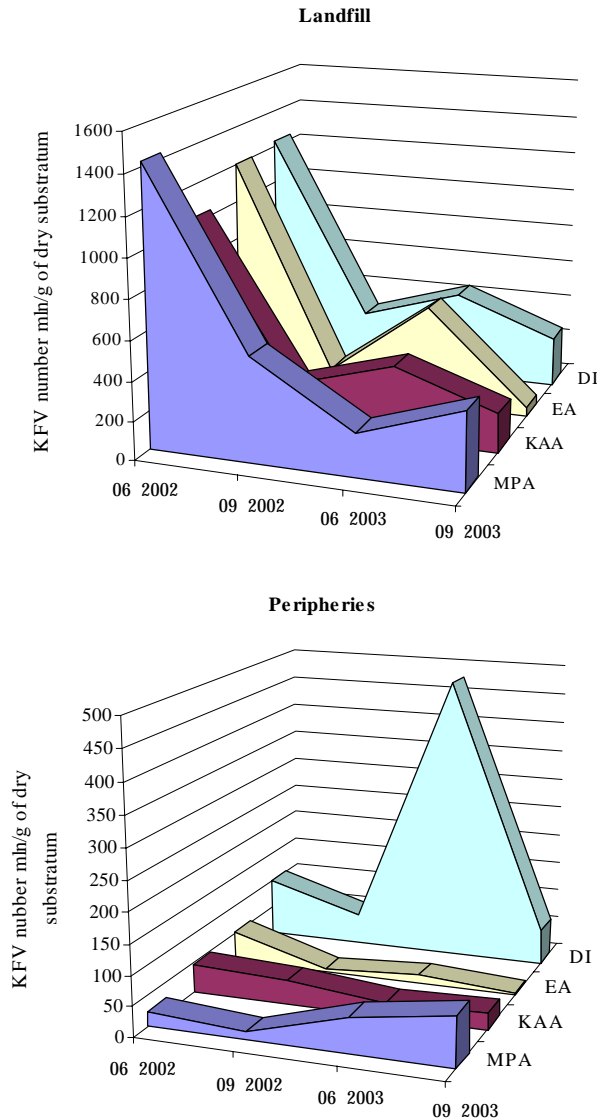 Landfill
KFV number mln/g of dry substratum
1600
1400
1200
1000
800
600
400
200
0
06 2002
09 2002
06 2003
09 2003
MPA
KAA
EA
DI
Peripheries
KFV nubber mln/g of dry
substratum
500
450
400
350
300
250
200
150
100
50
0
06 2002
09 2002
06 2003
09 2003
MPA
KAA
EA
DI